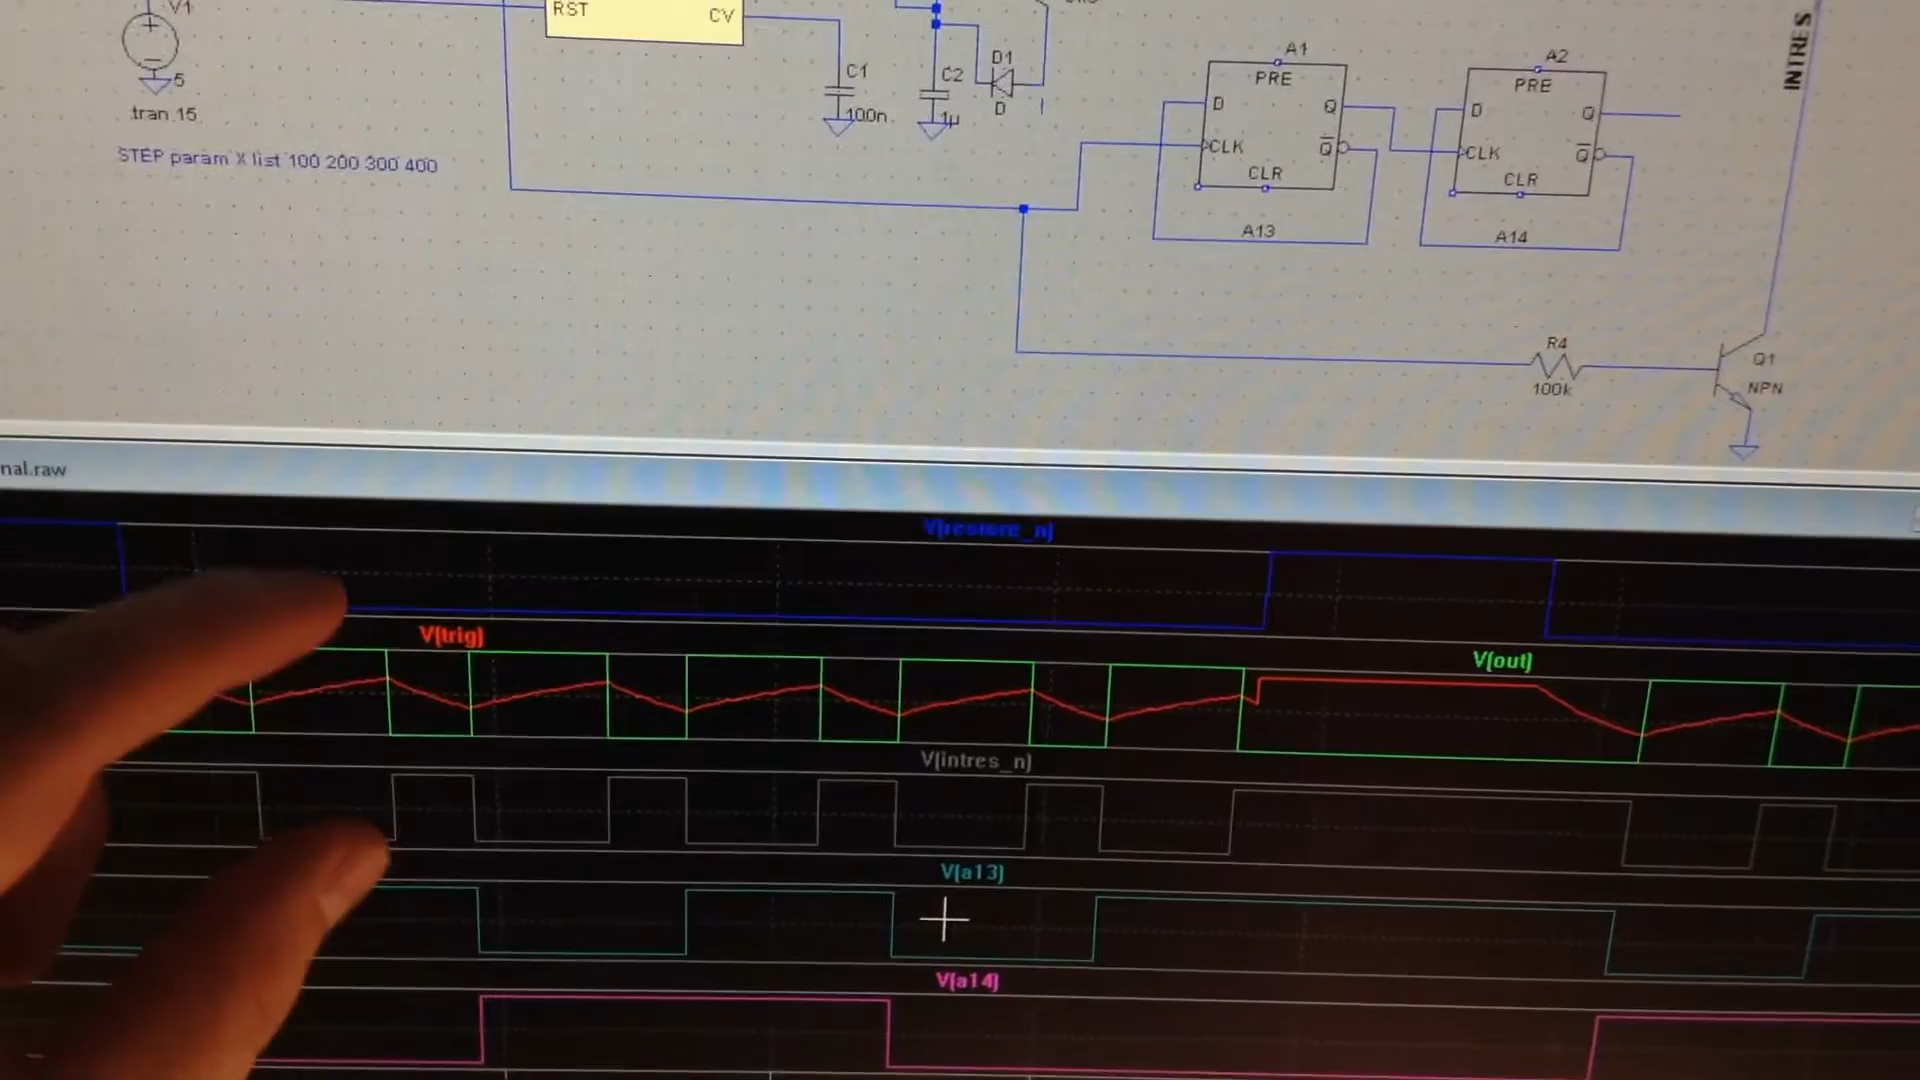 V1
RST
CV
5
tran 15
STEP param X list 100 200 300 400
C1
100n
C2
1µ
D1
D
A1
PRE
D
Q
CLK
Q
CLR
A13
A2
PRE
D
Q
CLK
Q
CLR
A14
INTRES
R4
100k
Q1
NPN
nal.raw
V(restore_n)
V(trig)
V(out)
V(intres_n)
V(a13)
V(a14)